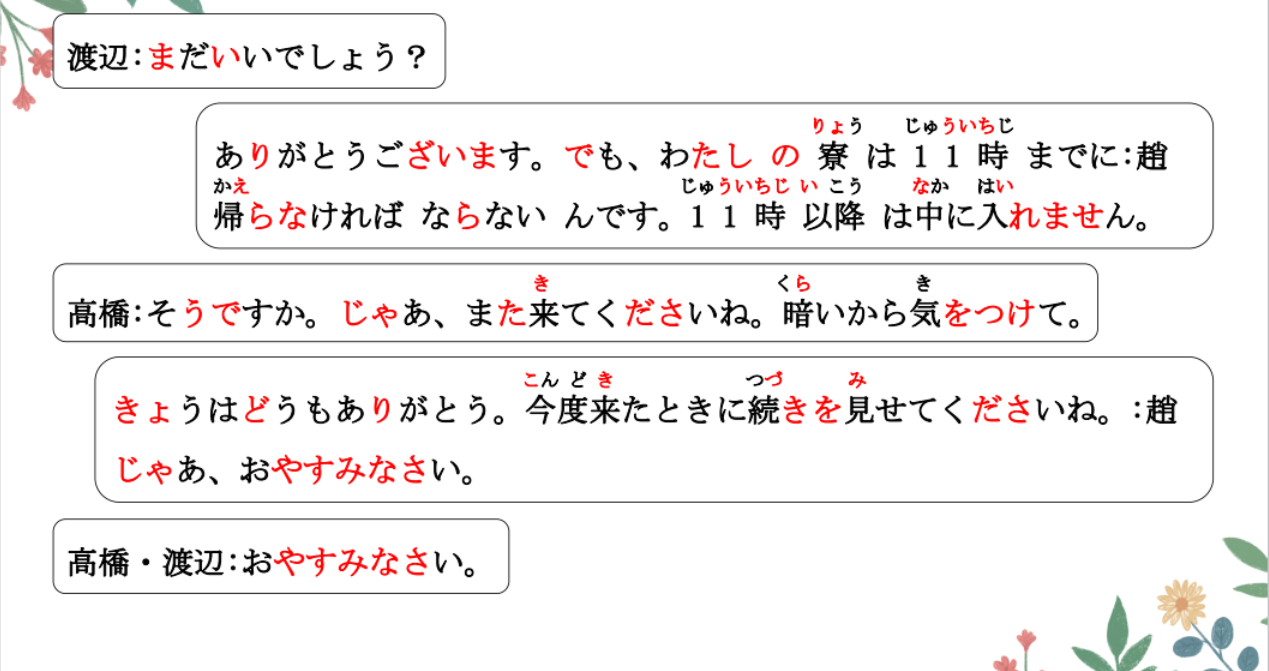 渡辺:まだいいでしょう?
りょう じゅういちじ
ありがとうございます。でも、わたし の 寮 は 11時 までに:趙
かえ じゅういちじ い こう なか はい
帰らなければ ならない んです。11時 以降 は中に入れません。
き くら き
高橋:そうですか。じゃあ、また来てくださいね。暗いから気をつけて。
こん ど き つづ み
きょうはどうもありがとう。今度来たときに続きを見せてくださいね。:趙
じゃあ、おやすみなさい。
高橋・渡辺:おやすみなさい。